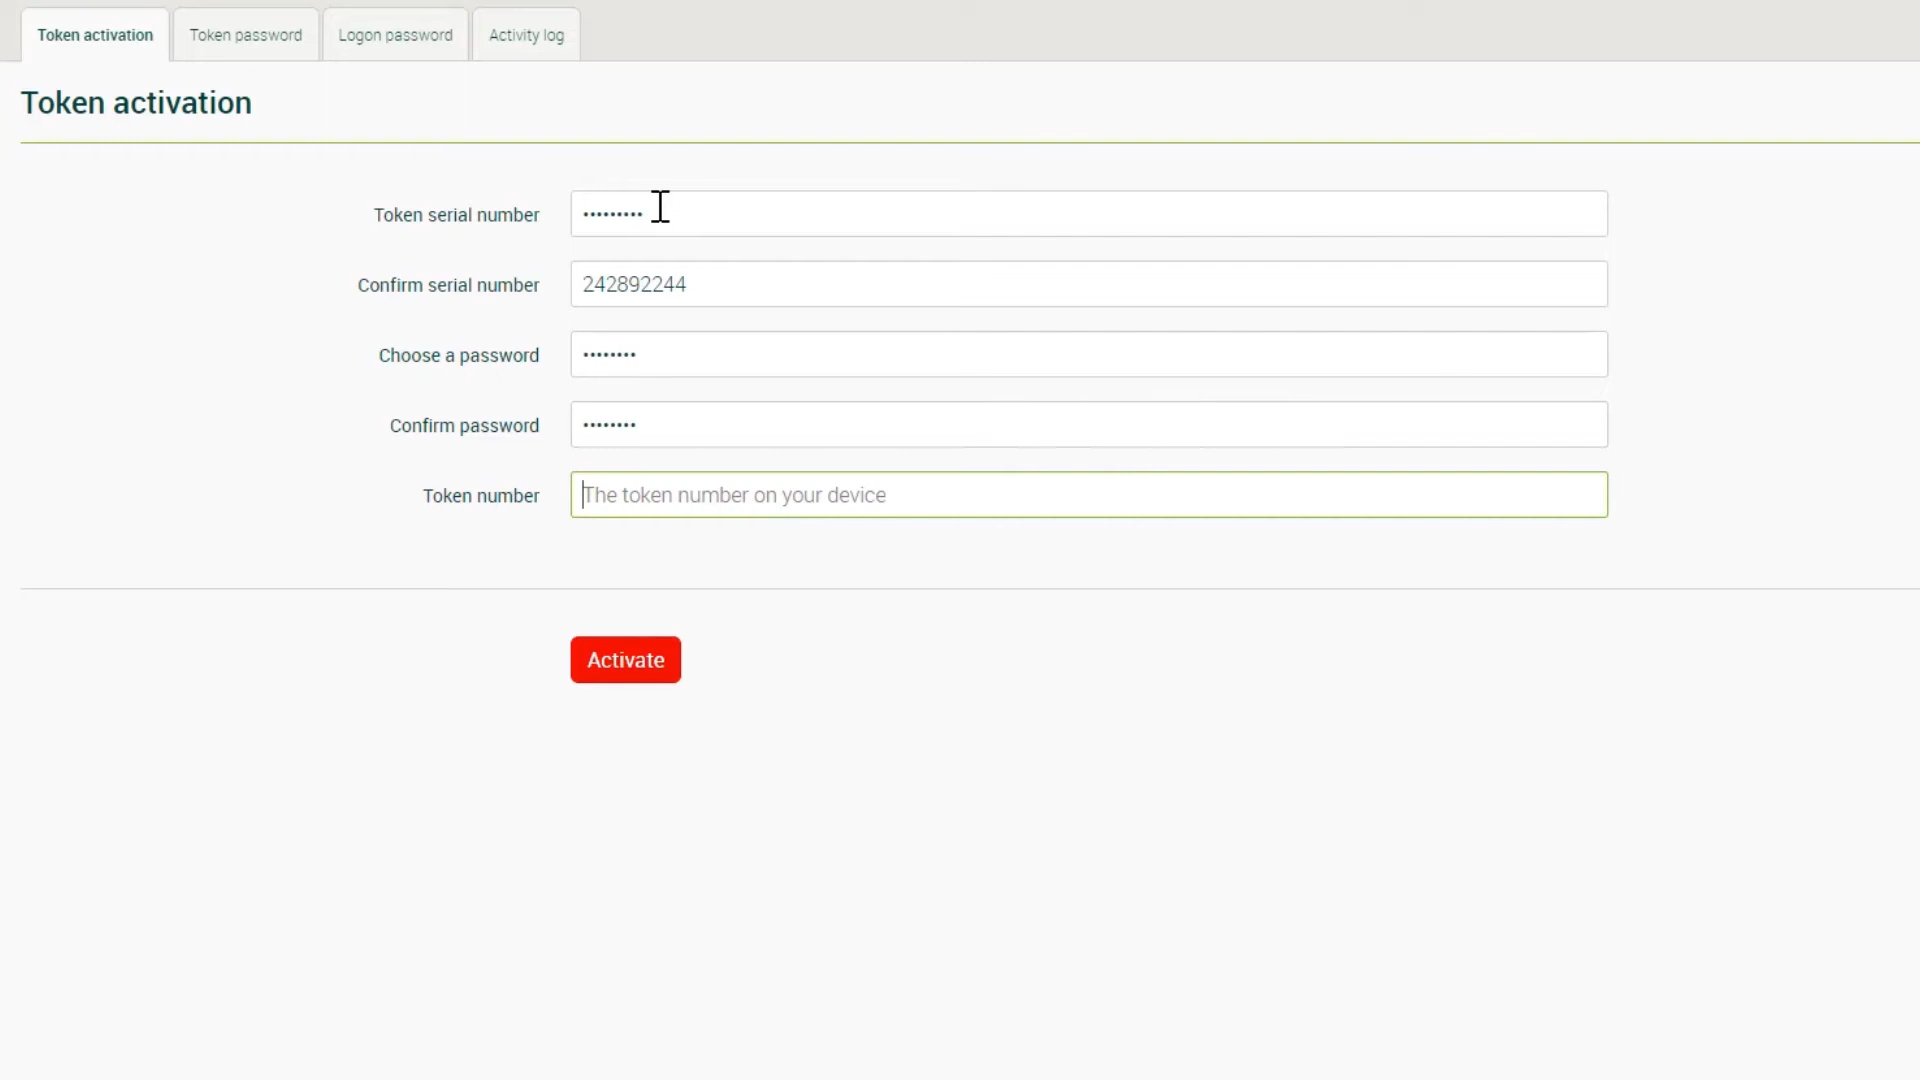 Token activation Token password Logon password Activity log
Token activation
Token serial number •••••••••
Confirm serial number 242892244
Choose a password ••••••••
Confirm password ••••••••
Token number The token number on your device
Activate